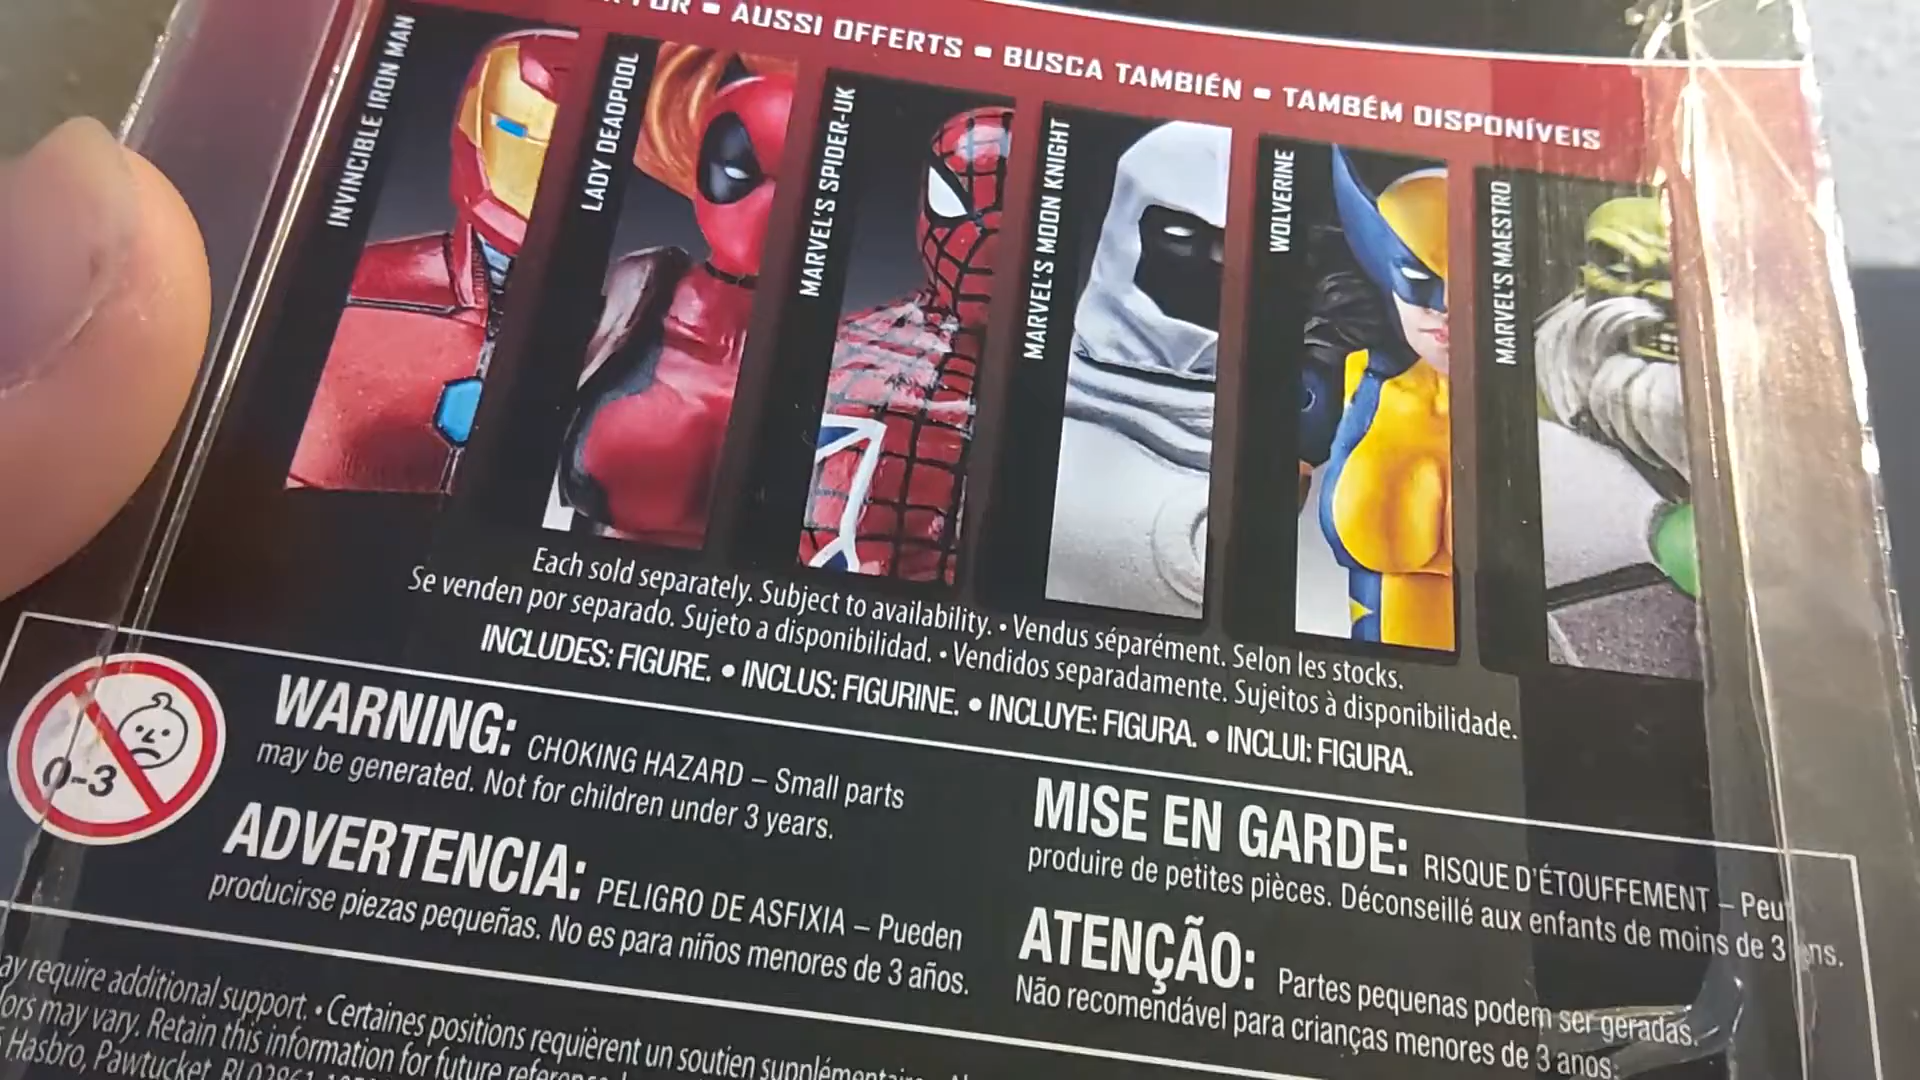 AUSSI OFFERTS ▪ BUSCA TAMBIÉN ▪ TAMBÉM DISPONÍVEIS
INVINCIBLE IRON MAN
LADY DEADPOOL
MARVEL'S SPIDER-UK
MARVEL'S MOON KNIGHT
WOLVERINE
MARVEL'S MAESTRO
Each sold separately. Subject to availability. • Vendus séparément. Selon les stocks.
Se venden por separado. Sujeto a disponibilidad. • Vendidos separadamente. Sujeitos à disponibilidade.
INCLUDES: FIGURE. • INCLUS: FIGURINE. • INCLUYE: FIGURA. • INCLUI: FIGURA.
0-3
WARNING: CHOKING HAZARD – Small parts
may be generated. Not for children under 3 years.
ADVERTENCIA: PELIGRO DE ASFIXIA – Pueden
producirse piezas pequeñas. No es para niños menores de 3 años.
MISE EN GARDE: RISQUE D'ÉTOUFFEMENT – Peut
produire de petites pièces. Déconseillé aux enfants de moins de 3 ans.
ATENÇÃO: Partes pequenas podem ser geradas.
Não recomendável para crianças menores de 3 anos.
require additional support. • Certaines positions requièrent un soutien
may vary. Retain this information for future
Hasbro, Pawtucket, RI 02861